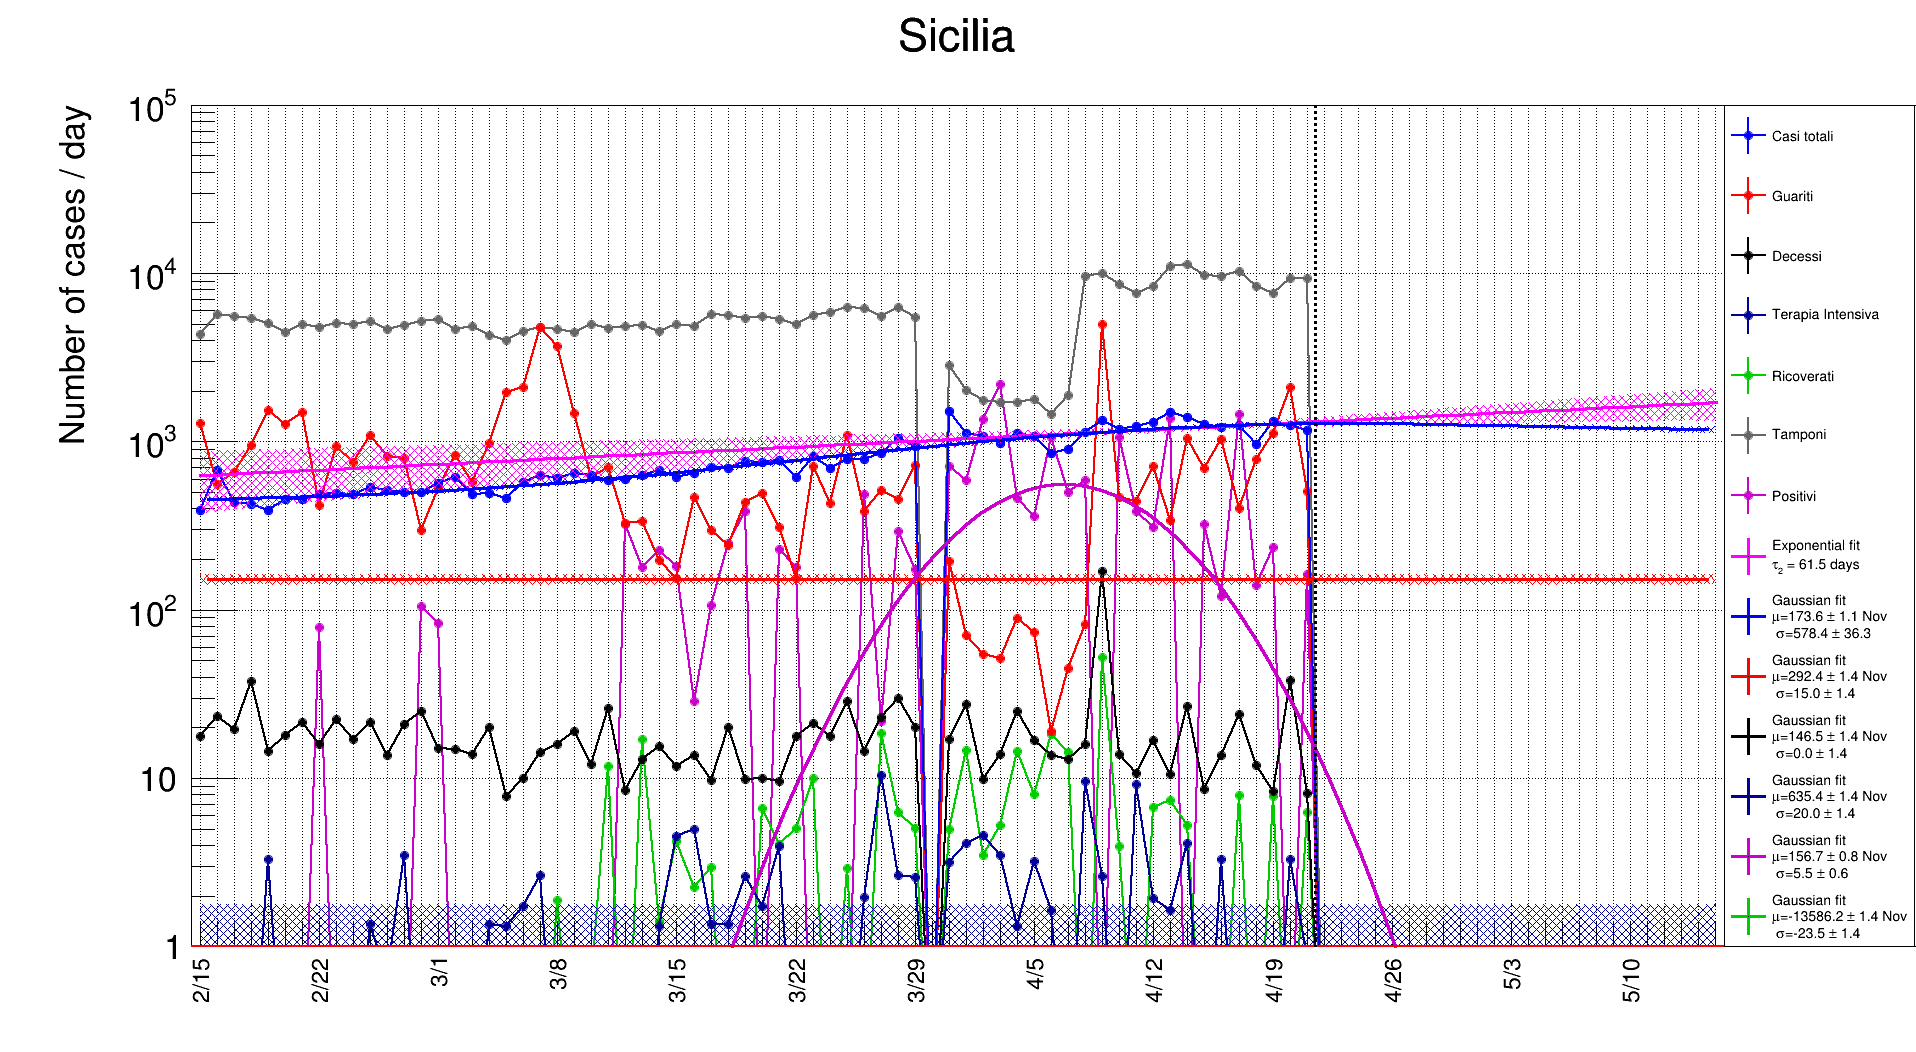 Sicilia
Number of cases / day
10^5
10^4
10^3
10^2
10
1
2/15
2/22
3/1
3/8
3/15
3/22
3/29
4/5
4/12
4/19
4/26
5/3
5/10
Casi totali
Guariti
Decessi
Terapia Intensiva
Ricoverati
Tamponi
Positivi
Exponential fit
τ₂ = 61.5 days
Gaussian fit
μ=173.6 ± 1.1 Nov
σ=578.4 ± 36.3
Gaussian fit
μ=292.4 ± 1.4 Nov
σ=15.0 ± 1.4
Gaussian fit
μ=146.5 ± 1.4 Nov
σ=0.0 ± 1.4
Gaussian fit
μ=635.4 ± 1.4 Nov
σ=20.0 ± 1.4
Gaussian fit
μ=156.7 ± 0.8 Nov
σ=5.5 ± 0.6
Gaussian fit
μ=-13586.2 ± 1.4 Nov
σ=-23.5 ± 1.4